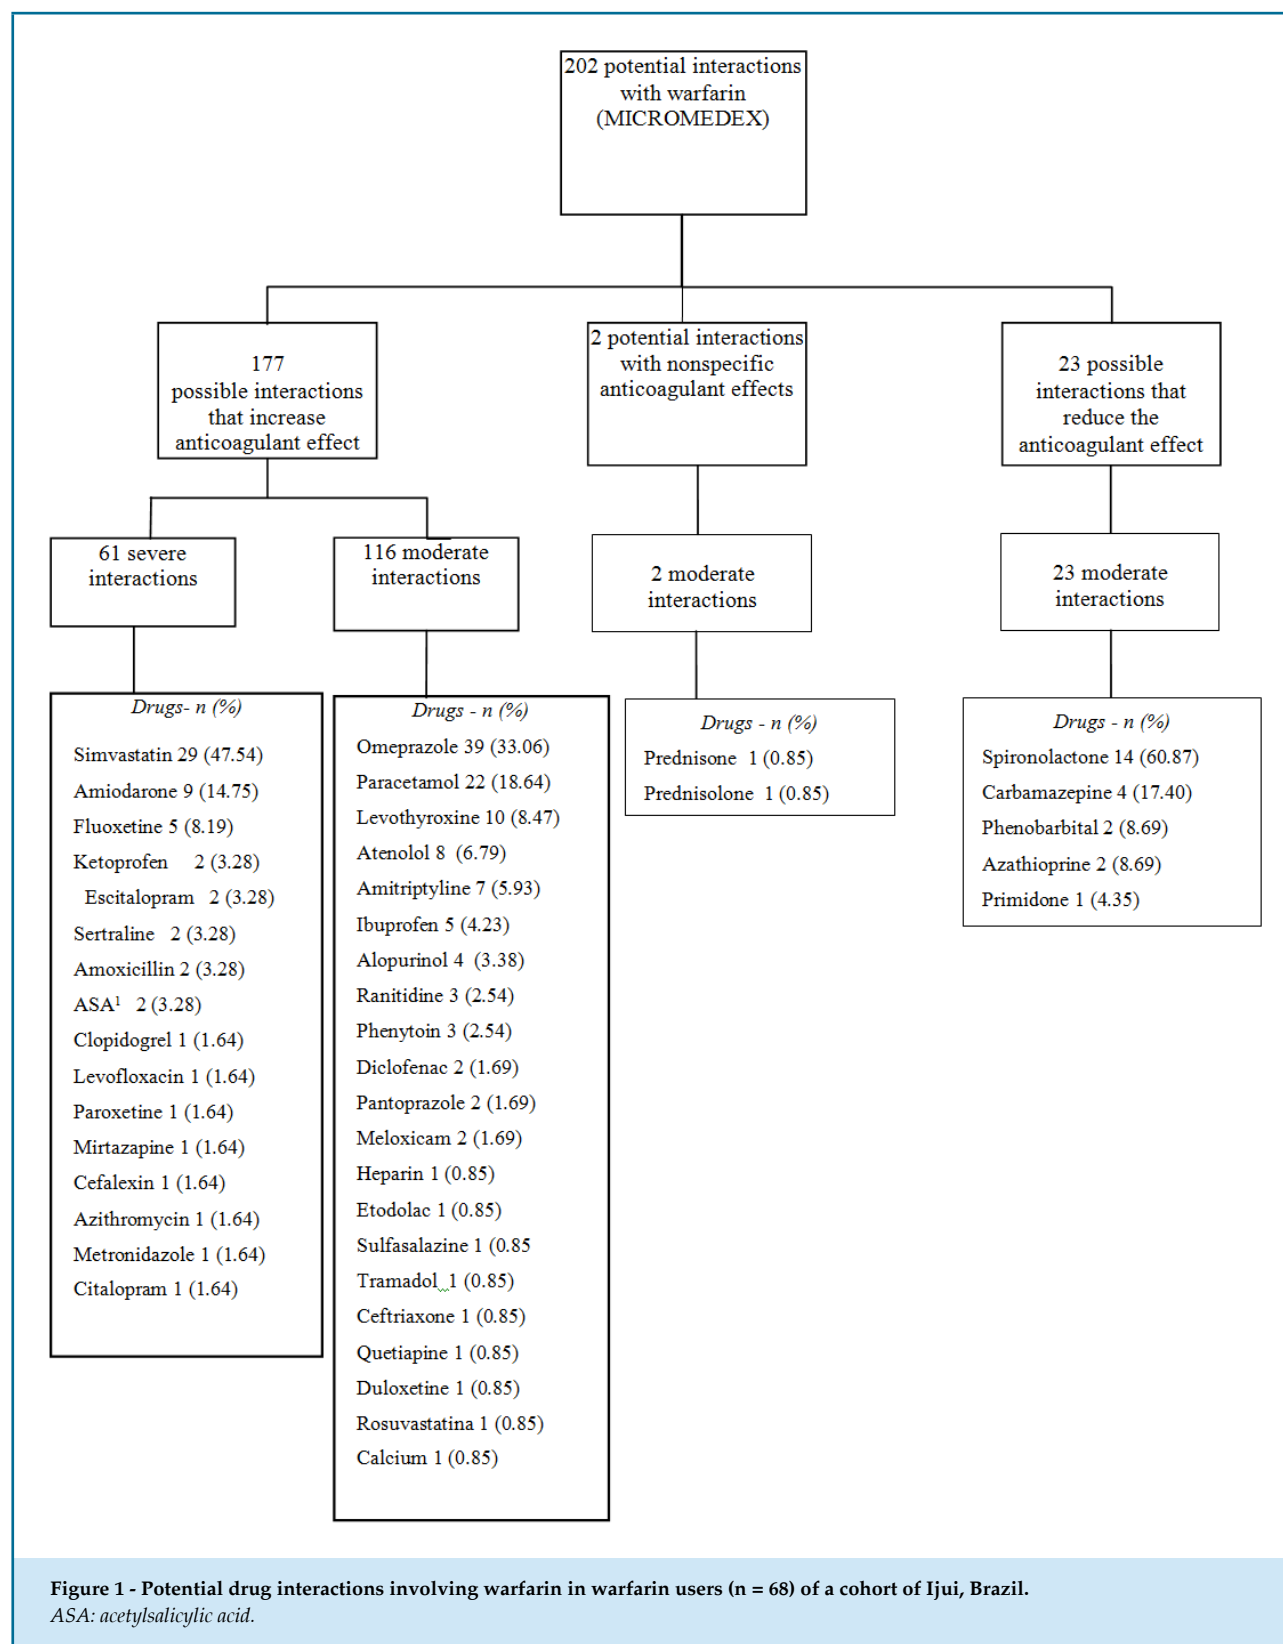 202 potential interactions
with warfarin
(MICROMEDEX)
177
possible interactions
that increase
anticoagulant effect
2 potential interactions
with nonspecific
anticoagulant effects
23 possible
interactions that
reduce the
anticoagulant effect
61 severe
interactions
116 moderate
interactions
2 moderate
interactions
23 moderate
interactions
Drugs- n (%)
Simvastatin 29 (47.54)
Amiodarone 9 (14.75)
Fluoxetine 5 (8.19)
Ketoprofen 2 (3.28)
Escitalopram 2 (3.28)
Sertraline 2 (3.28)
Amoxicillin 2 (3.28)
ASA¹ 2 (3.28)
Clopidogrel 1 (1.64)
Levofloxacin 1 (1.64)
Paroxetine 1 (1.64)
Mirtazapine 1 (1.64)
Cefalexin 1 (1.64)
Azithromycin 1 (1.64)
Metronidazole 1 (1.64)
Citalopram 1 (1.64)
Drugs - n (%)
Omeprazole 39 (33.06)
Paracetamol 22 (18.64)
Levothyroxine 10 (8.47)
Atenolol 8 (6.79)
Amitriptyline 7 (5.93)
Ibuprofen 5 (4.23)
Alopurinol 4 (3.38)
Ranitidine 3 (2.54)
Phenytoin 3 (2.54)
Diclofenac 2 (1.69)
Pantoprazole 2 (1.69)
Meloxicam 2 (1.69)
Heparin 1 (0.85)
Etodolac 1 (0.85)
Sulfasalazine 1 (0.85
Tramadol 1 (0.85)
Ceftriaxone 1 (0.85)
Quetiapine 1 (0.85)
Duloxetine 1 (0.85)
Rosuvastatina 1 (0.85)
Calcium 1 (0.85)
Drugs - n (%)
Prednisone 1 (0.85)
Prednisolone 1 (0.85)
Drugs - n (%)
Spironolactone 14 (60.87)
Carbamazepine 4 (17.40)
Phenobarbital 2 (8.69)
Azathioprine 2 (8.69)
Primidone 1 (4.35)
Figure 1 - Potential drug interactions involving warfarin in warfarin users (n = 68) of a cohort of Ijui, Brazil.
ASA: acetylsalicylic acid.